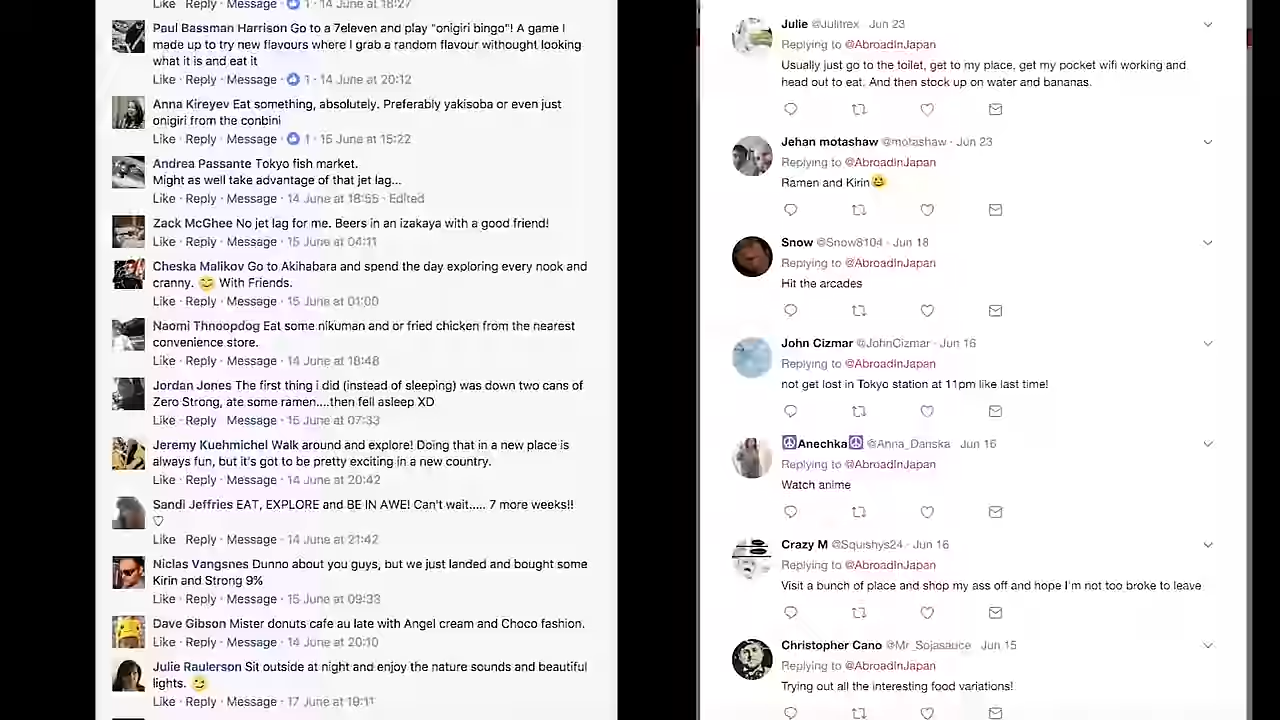 Like · Reply · Message · 1 · 14 June at 18:27
Paul Bassman Harrison Go to a 7eleven and play "onigiri bingo"! A game I
made up to try new flavours where I grab a random flavour withought looking
what it is and eat it
Like · Reply · Message · 1 · 14 June at 20:12
Anna Kireyev Eat something, absolutely. Preferably yakisoba or even just
onigiri from the conbini
Like · Reply · Message · 1 · 15 June at 15:22
Andrea Passante Tokyo fish market.
Might as well take advantage of that jet lag...
Like · Reply · Message · 14 June at 18:55 · Edited
Zack McGhee No jet lag for me. Beers in an izakaya with a good friend!
Like · Reply · Message · 15 June at 04:11
Cheska Malikov Go to Akihabara and spend the day exploring every nook and
cranny. 😄 With Friends.
Like · Reply · Message · 15 June at 01:00
Naomi Thnoopdog Eat some nikuman and or fried chicken from the nearest
convenience store.
Like · Reply · Message · 14 June at 18:48
Jordan Jones The first thing i did (instead of sleeping) was down two cans of
Zero Strong, ate some ramen....then fell asleep XD
Like · Reply · Message · 15 June at 07:33
Jeremy Kuehmichel Walk around and explore! Doing that in a new place is
always fun, but it's got to be pretty exciting in a new country.
Like · Reply · Message · 14 June at 20:42
Sandi Jeffries EAT, EXPLORE and BE IN AWE! Can't wait..... 7 more weeks!!
♡
Like · Reply · Message · 14 June at 21:42
Niclas Vangsnes Dunno about you guys, but we just landed and bought some
Kirin and Strong 9%
Like · Reply · Message · 15 June at 09:33
Dave Gibson Mister donuts cafe au late with Angel cream and Choco fashion.
Like · Reply · Message · 14 June at 20:10
Julie Raulerson Sit outside at night and enjoy the nature sounds and beautiful
lights. 😉
Like · Reply · Message · 17 June at 19:11
Julie @Julitrex · Jun 23
Replying to @AbroadInJapan
Usually just go to the toilet, get to my place, get my pocket wifi working and
head out to eat. And then stock up on water and bananas.
Jehan motashaw @motashaw · Jun 23
Replying to @AbroadInJapan
Ramen and Kirin😆
Snow @Snow8104 · Jun 18
Replying to @AbroadInJapan
Hit the arcades
John Cizmar @JohnCizmar · Jun 16
Replying to @AbroadInJapan
not get lost in Tokyo station at 11pm like last time!
☮Anechka☮ @Anna_Danska · Jun 16
Replying to @AbroadInJapan
Watch anime
Crazy M @Squishys24 · Jun 16
Replying to @AbroadInJapan
Visit a bunch of place and shop my ass off and hope I'm not too broke to leave
Christopher Cano @Mr_Sojasauce · Jun 15
Replying to @AbroadInJapan
Trying out all the interesting food variations!